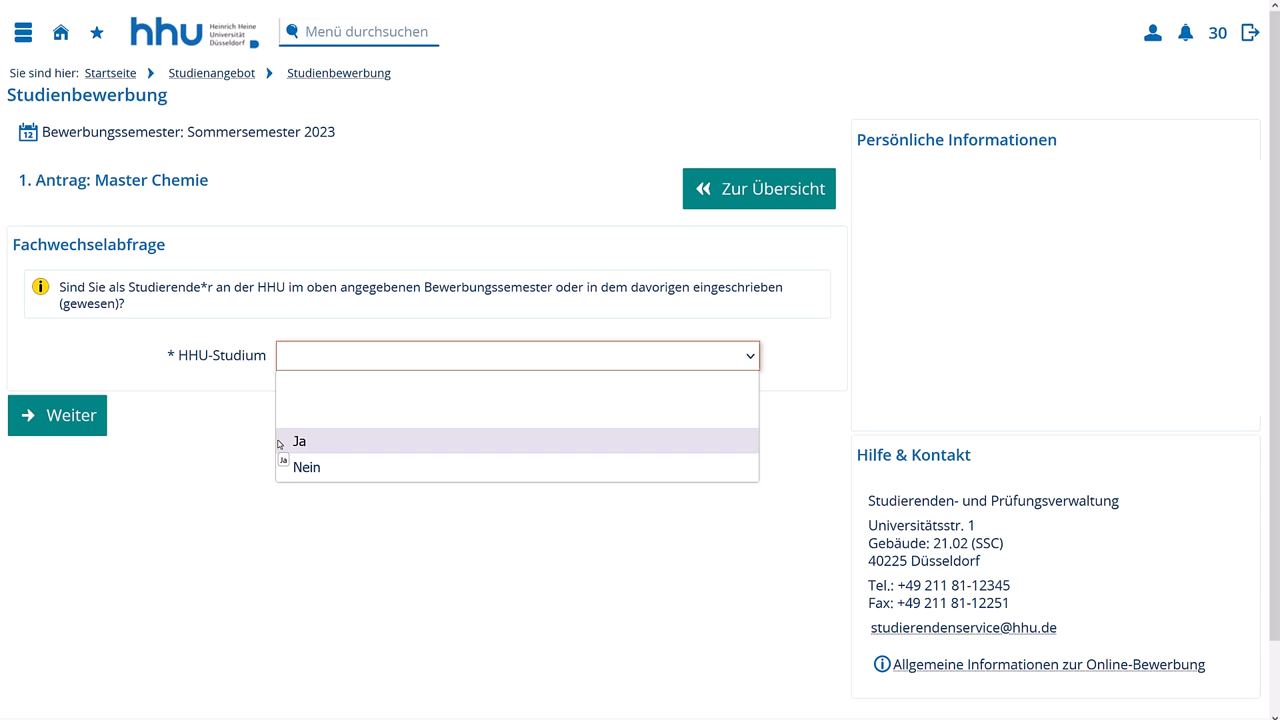 hhu Heinrich Heine
Universität
Düsseldorf
Menü durchsuchen
30
Sie sind hier: Startseite Studienangebot Studienbewerbung
Studienbewerbung
12 Bewerbungssemester: Sommersemester 2023
1. Antrag: Master Chemie
Zur Übersicht
Fachwechselabfrage
Sind Sie als Studierende*r an der HHU im oben angegebenen Bewerbungssemester oder in dem davorigen eingeschrieben
(gewesen)?
* HHU-Studium
Ja
Ja
Nein
Weiter
Persönliche Informationen
Hilfe & Kontakt
Studierenden- und Prüfungsverwaltung
Universitätsstr. 1
Gebäude: 21.02 (SSC)
40225 Düsseldorf
Tel.: +49 211 81-12345
Fax: +49 211 81-12251
studierendenservice@hhu.de
Allgemeine Informationen zur Online-Bewerbung